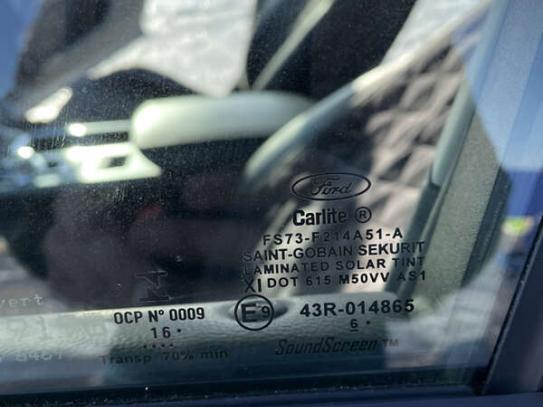 Ford
Carlite ®
FS73-F214A51-A
SAINT-GOBAIN SEKURIT
LAMINATED SOLAR TINT
XI DOT 615 M50VV AS1
OCP Nº 0009
E9
43R-014865
16
6
Transp 70% min
SoundScreen™